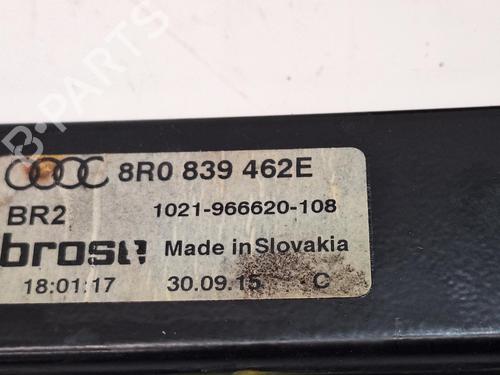 8R0 839 462E
BR2 1021-966620-108
brose Made in Slovakia
18:01:17 30.09.15 C
B-PARTS